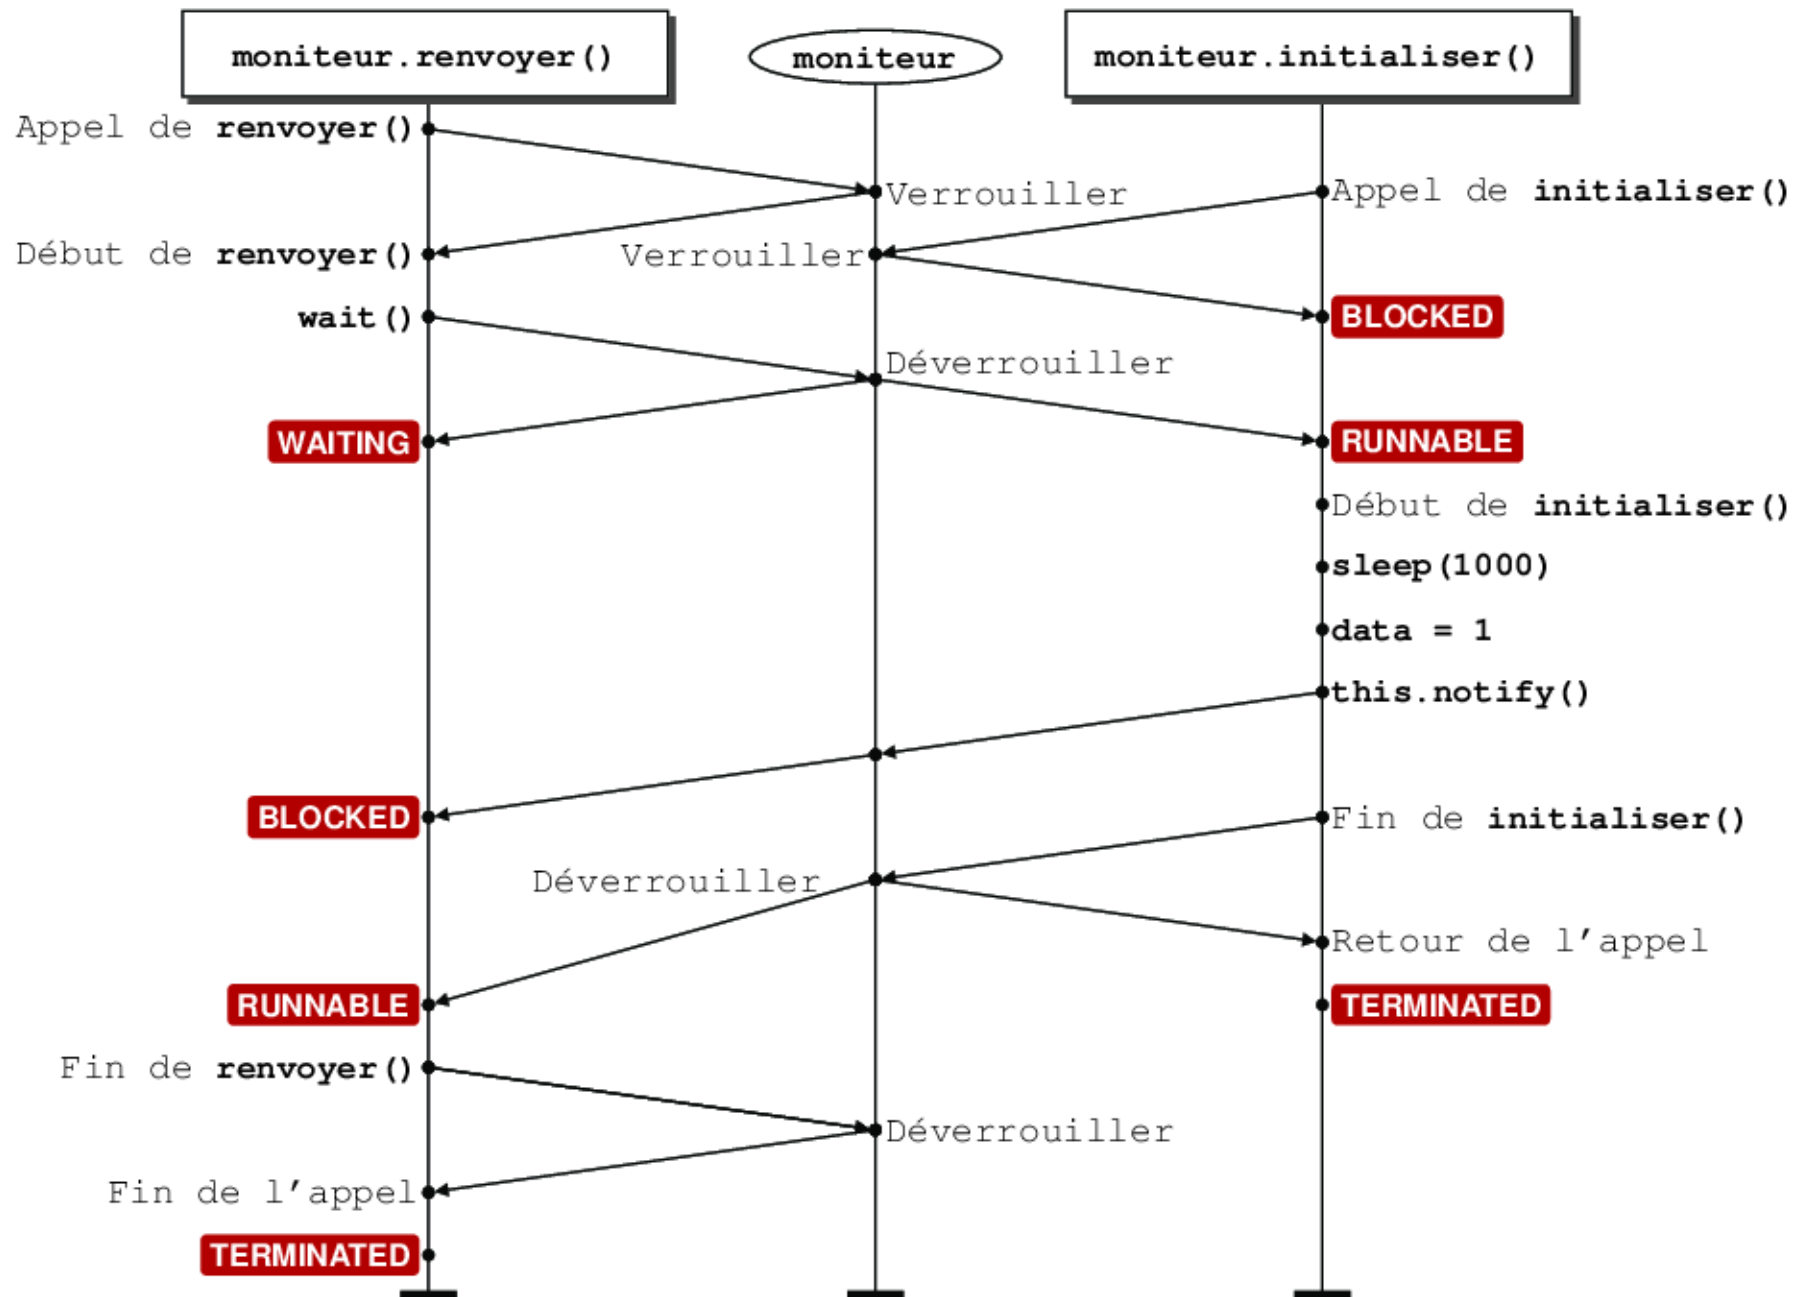 moniteur.renvoyer()
moniteur
moniteur.initialiser()
Appel de renvoyer()
Verrouiller
Appel de initialiser()
Début de renvoyer()
Verrouiller
wait()
BLOCKED
Déverrouiller
WAITING
RUNNABLE
Début de initialiser()
sleep(1000)
data = 1
this.notify()
BLOCKED
Fin de initialiser()
Déverrouiller
Retour de l’appel
RUNNABLE
TERMINATED
Fin de renvoyer()
Déverrouiller
Fin de l’appel
TERMINATED